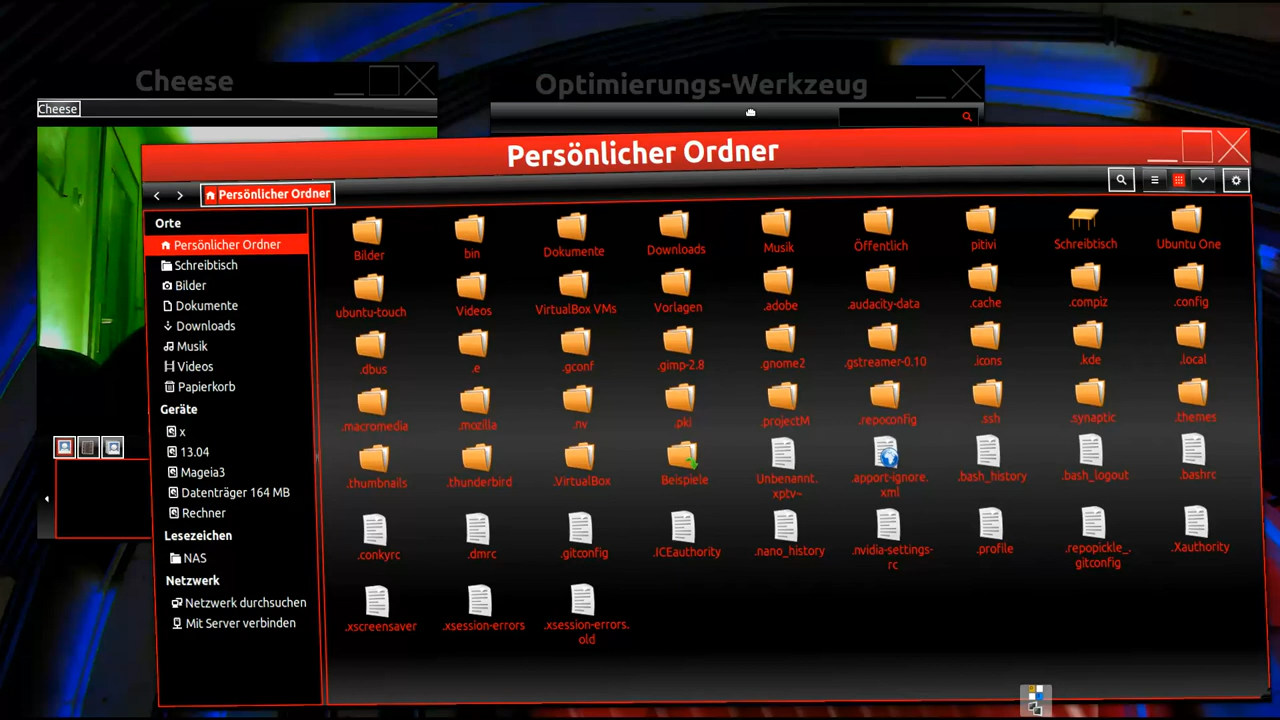 Cheese
Optimierungs-Werkzeug
Cheese
Persönlicher Ordner
Persönlicher Ordner
Orte
Persönlicher Ordner
Schreibtisch
Bilder
Dokumente
Downloads
Musik
Videos
Papierkorb
Geräte
x
13.04
Mageia3
Datenträger 164 MB
Rechner
Lesezeichen
NAS
Netzwerk
Netzwerk durchsuchen
Mit Server verbinden
Bilder
bin
Dokumente
Downloads
Musik
Öffentlich
pitivi
Schreibtisch
Ubuntu One
ubuntu-touch
Videos
VirtualBox VMs
Vorlagen
.adobe
.audacity-data
.cache
.compiz
.config
.dbus
.e
.gconf
.gimp-2.8
.gnome2
.gstreamer-0.10
.icons
.kde
.local
.macromedia
.mozilla
.nv
.pki
.projectM
.repoconfig
.ssh
.synaptic
.themes
.thumbnails
.thunderbird
.VirtualBox
Beispiele
Unbenannt.
xptv~
.apport-ignore.
xml
.bash_history
.bash_logout
.bashrc
.conkyrc
.dmrc
.gitconfig
.ICEauthority
.nano_history
.nvidia-settings-
rc
.profile
.repopickle_.
gitconfig
.Xauthority
.xscreensaver
.xsession-errors
.xsession-errors.
old